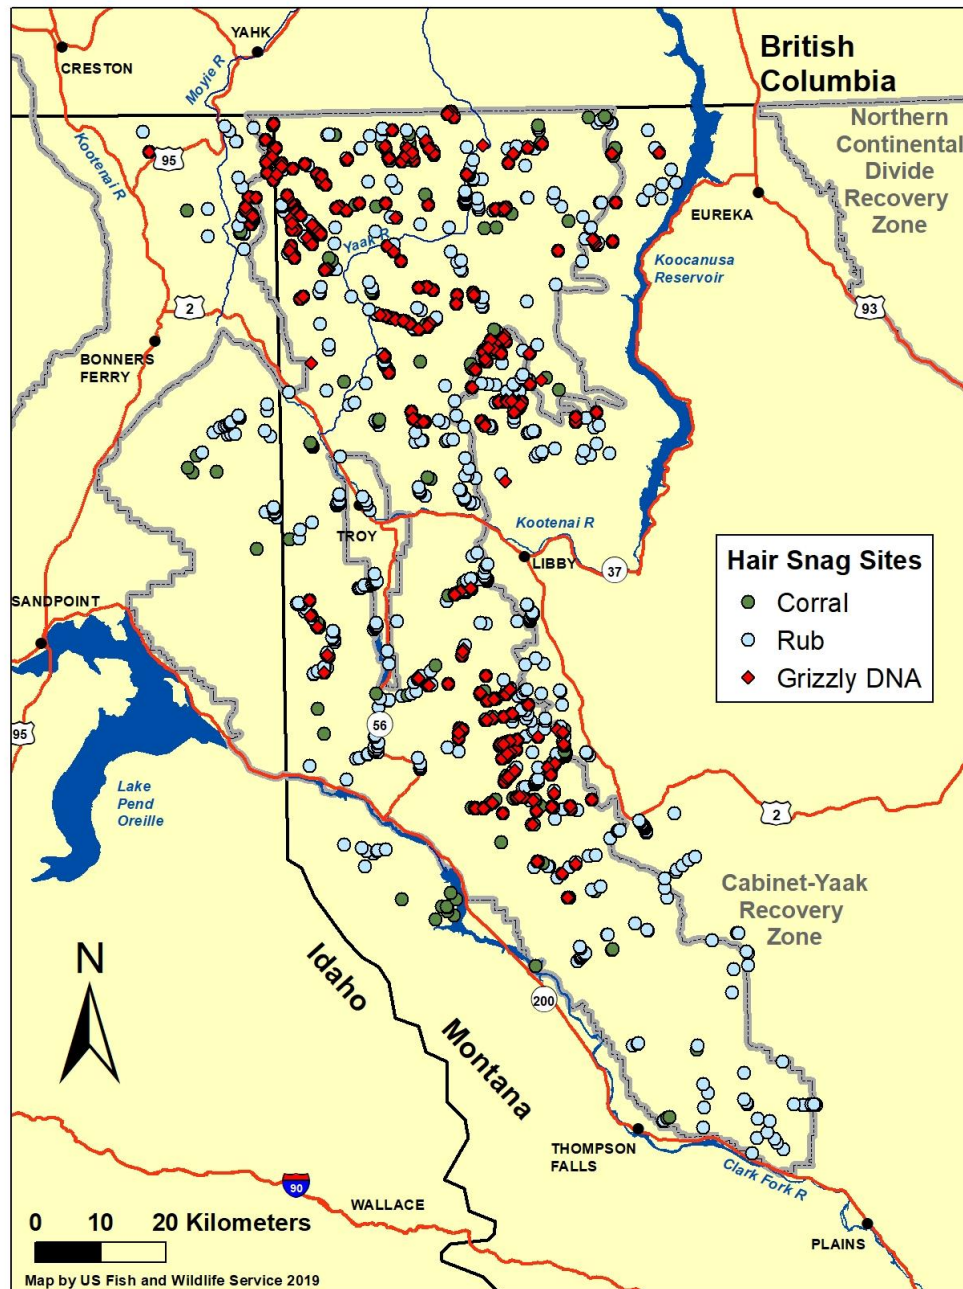 YAHK
CRESTON
Moyie R
British
Columbia
95
Kootenai R
Northern
Continental
Divide
Recovery
Zone
EUREKA
Yaak R
Koocanusa
Reservoir
2
93
BONNERS
FERRY
Kootenai R
TROY
LIBBY
37
Hair Snag Sites
Corral
Rub
Grizzly DNA
SANDPOINT
95
56
Lake
Pend
Oreille
2
Cabinet-Yaak
Recovery
Zone
N
Idaho
Montana
200
THOMPSON
FALLS
Clark Fork R
90
WALLACE
PLAINS
0 10 20 Kilometers
Map by US Fish and Wildlife Service 2019